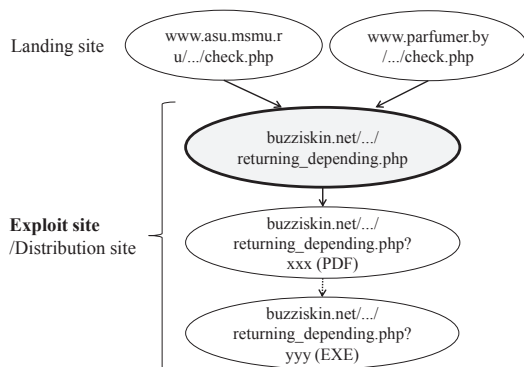 Landing site
www.asu.msmu.r
u/.../check.php
www.parfumer.by
/.../check.php
buzziskin.net/.../
returning_depending.php
Exploit site
/Distribution site
buzziskin.net/.../
returning_depending.php?
xxx (PDF)
buzziskin.net/.../
returning_depending.php?
yyy (EXE)